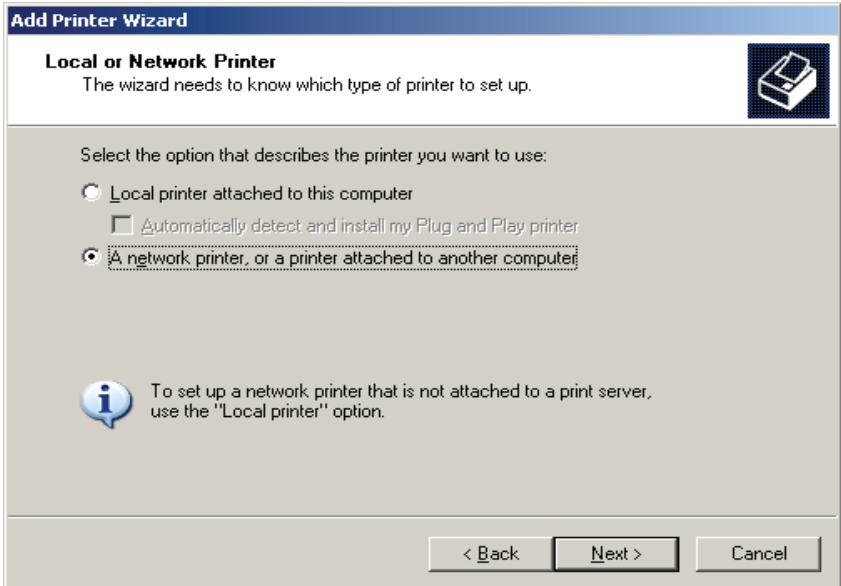 Add Printer Wizard
Local or Network Printer
The wizard needs to know which type of printer to set up.
Select the option that describes the printer you want to use:
Local printer attached to this computer
Automatically detect and install my Plug and Play printer
A network printer, or a printer attached to another computer
To set up a network printer that is not attached to a print server,
use the "Local printer" option.
< Back Next > Cancel